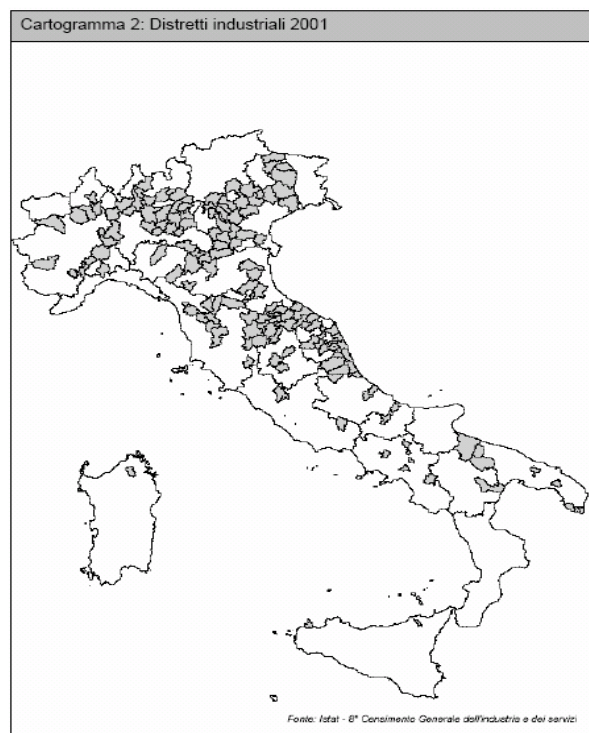 Cartogramma 2: Distretti industriali 2001
Fonte: Istat - 8° Censimento Generale dell'industria e dei servizi